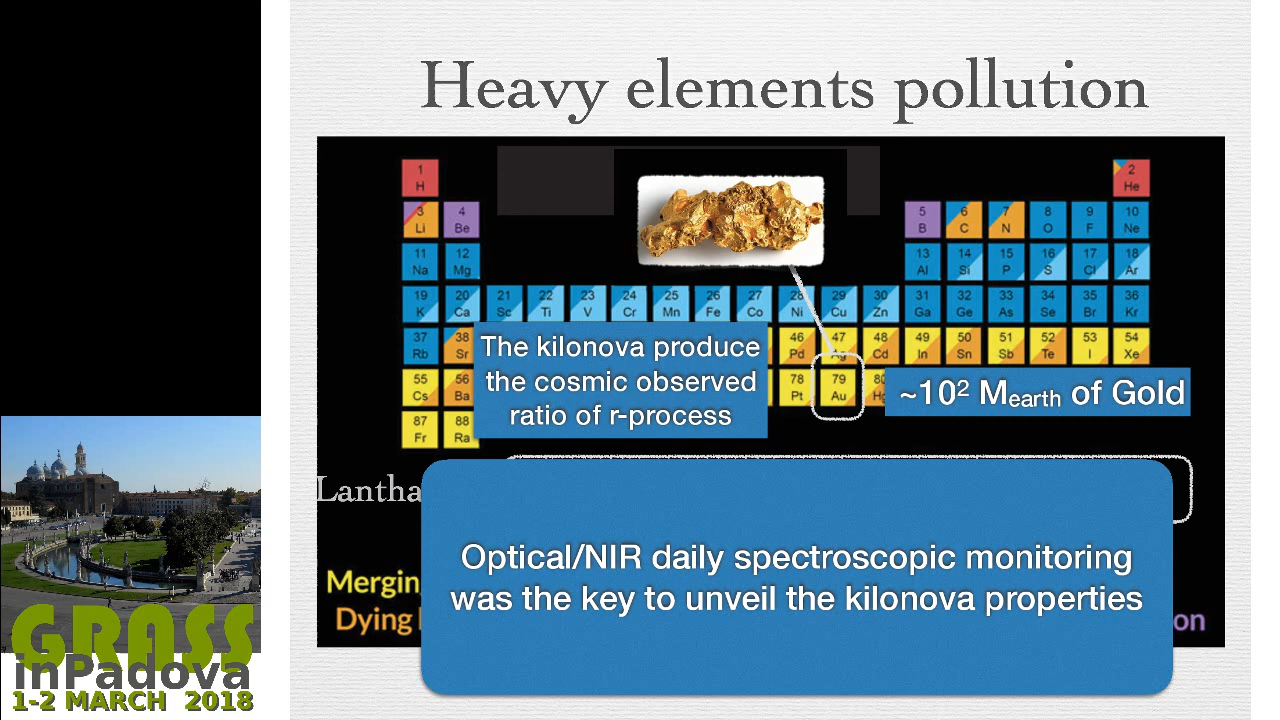 Heavy elements pollution
1 H
2 He
3 Li
4 Be
5 B
6 C
7 N
8 O
9 F
10 Ne
11 Na
12 Mg
13 Al
14 Si
15 P
16 S
17 Cl
18 Ar
19 K
20 Ca
21 Sc
22 Ti
23 V
24 Cr
25 Mn
26 Fe
27 Co
28 Ni
29 Cu
30 Zn
31 Ga
32 Ge
33 As
34 Se
35 Br
36 Kr
37 Rb
38 Sr
46 Pd
47
48 Cd
49 In
50 Sn
51 Sb
52 Te
53 I
54 Xe
55 Cs
56 Ba
78 Pt
79 Au
80 Hg
87 Fr
The kilonova produce
the cosmic observed
ratio of r-process
~10² Mearth of Gold
Lantha
Optical/NIR daily spectroscopic monitoring
was the key to unveil the kilonova properties
Mergin
Dying
on
inPadova
1-2 MARCH 2018